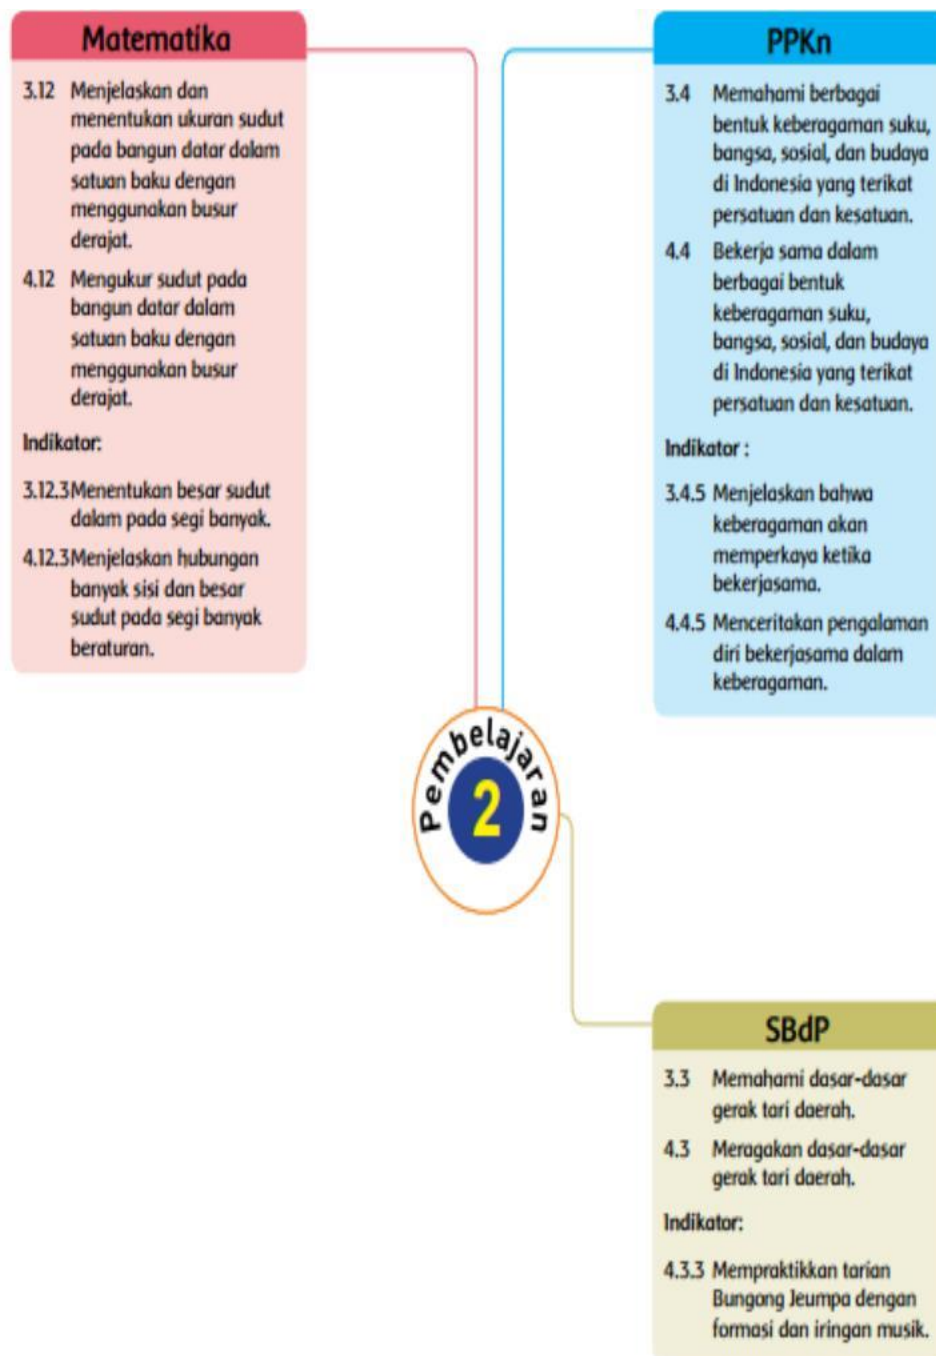 Matematika
3.12 Menjelaskan dan
menentukan ukuran sudut
pada bangun datar dalam
satuan baku dengan
menggunakan busur
derajat.
4.12 Mengukur sudut pada
bangun datar dalam
satuan baku dengan
menggunakan busur
derajat.
Indikator:
3.12.3Menentukan besar sudut
dalam pada segi banyak.
4.12.3Menjelaskan hubungan
banyak sisi dan besar
sudut pada segi banyak
beraturan.
PPKn
3.4 Memahami berbagai
bentuk keberagaman suku,
bangsa, sosial, dan budaya
di Indonesia yang terikat
persatuan dan kesatuan.
4.4 Bekerja sama dalam
berbagai bentuk
keberagaman suku,
bangsa, sosial, dan budaya
di Indonesia yang terikat
persatuan dan kesatuan.
Indikator :
3.4.5 Menjelaskan bahwa
keberagaman akan
memperkaya ketika
bekerjasama.
4.4.5 Menceritakan pengalaman
diri bekerjasama dalam
keberagaman.
Pembelajaran
2
SBdP
3.3 Memahami dasar-dasar
gerak tari daerah.
4.3 Meragakan dasar-dasar
gerak tari daerah.
Indikator:
4.3.3 Mempraktikkan tarian
Bungong Jeumpa dengan
formasi dan iringan musik.